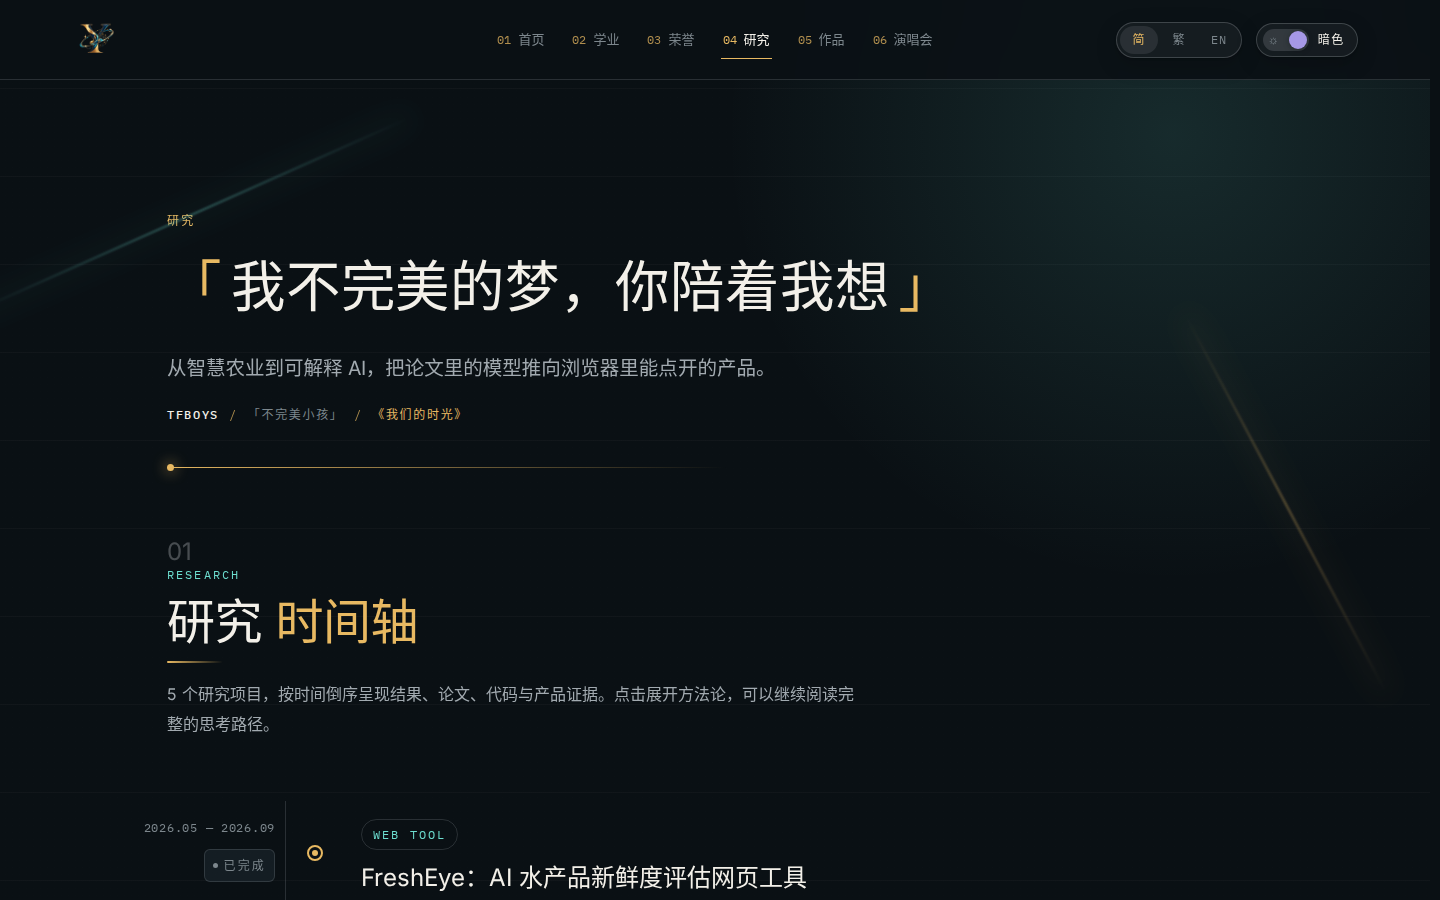 01 首页
02 学业
03 荣誉
04 研究
05 作品
06 演唱会
简
繁
EN
暗色
研究
「我不完美的梦，你陪着我想」
从智慧农业到可解释 AI，把论文里的模型推向浏览器里能点开的产品。
TFBOYS / 「不完美小孩」 / 《我们的时光》
01
RESEARCH
研究 时间轴
5 个研究项目，按时间倒序呈现结果、论文、代码与产品证据。点击展开方法论，可以继续阅读完
整的思考路径。
2026.05 — 2026.09
已完成
WEB TOOL
FreshEye：AI 水产品新鲜度评估网页工具